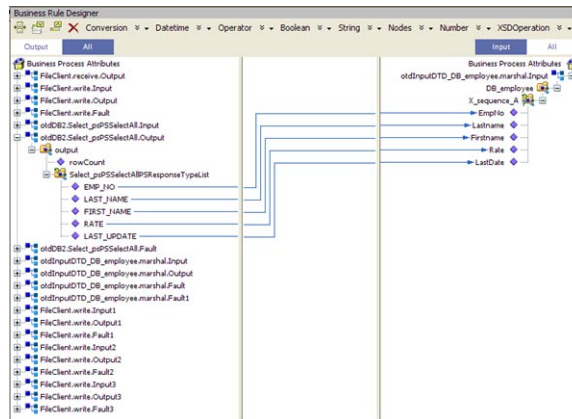 Business Rule Designer
Conversion Datetime Operator Boolean String Nodes Number XSDOperation
Output All
Input All
Business Process Attributes
FileClient.receive.Output
FileClient.write.Input
FileClient.write.Output
FileClient.write.Fault
otdDB2.Select_psPSSelectAll.Input
otdDB2.Select_psPSSelectAll.Output
output
rowCount
Select_psPSSelectAllPSResponseTypeList
EMP_NO
LAST_NAME
FIRST_NAME
RATE
LAST_UPDATE
otdDB2.Select_psPSSelectAll.Fault
otdInputDTD_DB_employee.marshal.Input
otdInputDTD_DB_employee.marshal.Output
otdInputDTD_DB_employee.marshal.Fault
otdInputDTD_DB_employee.marshal.Fault1
FileClient.write.Input1
FileClient.write.Output1
FileClient.write.Fault1
FileClient.write.Input2
FileClient.write.Output2
FileClient.write.Fault2
FileClient.write.Input3
FileClient.write.Output3
FileClient.write.Fault3
Business Process Attributes
otdInputDTD_DB_employee.marshal.Input
DB_employee
X_sequence_A
EmpNo
Lastname
Firstname
Rate
LastDate